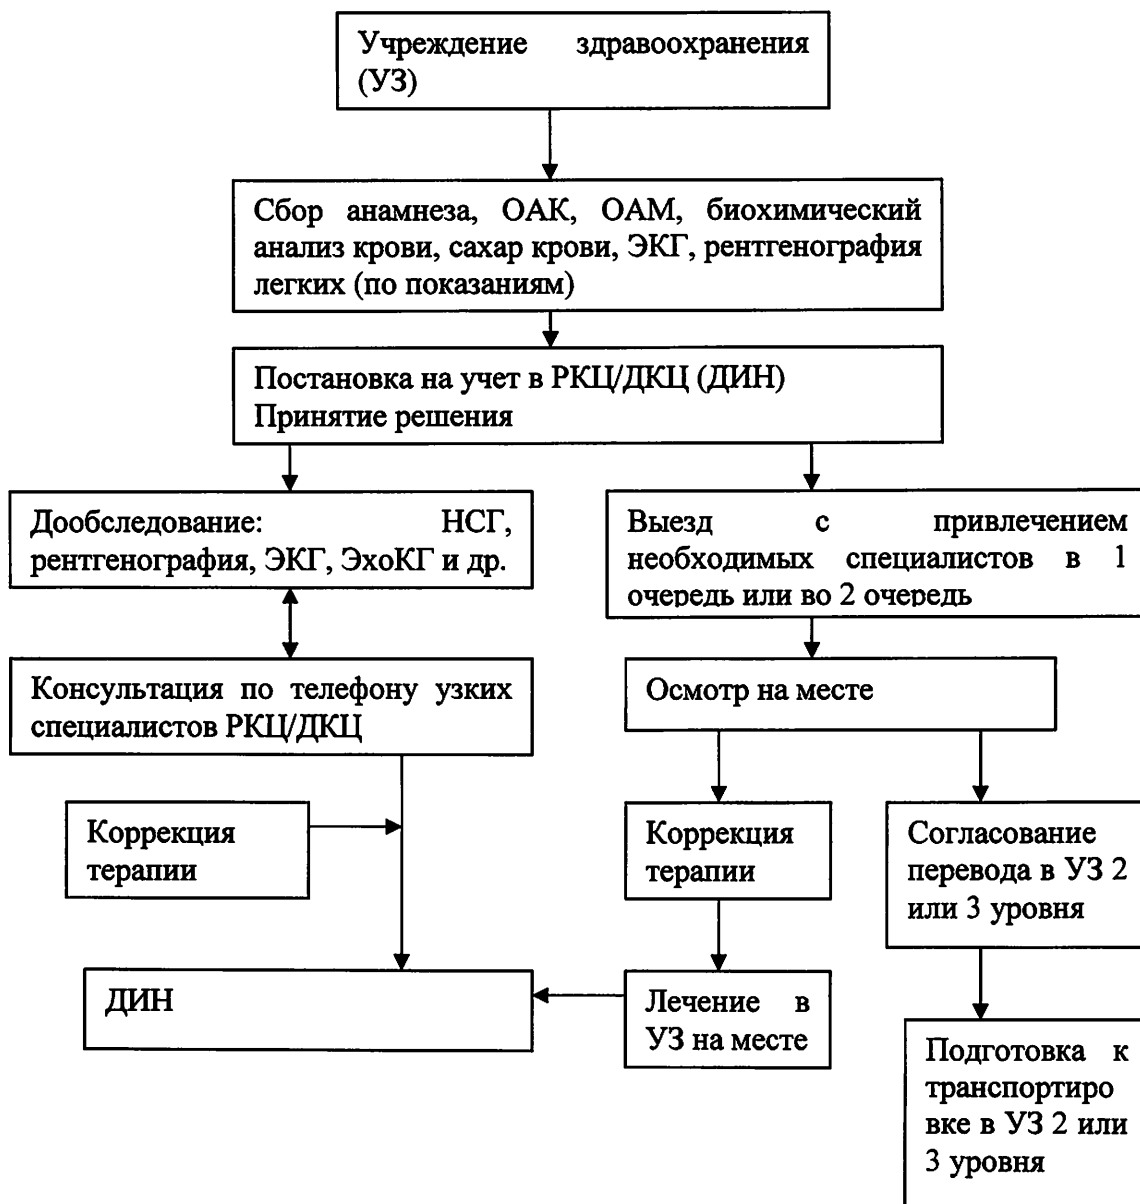 Учреждение здравоохранения
(УЗ)
Сбор анамнеза, ОАК, ОАМ, биохимический
анализ крови, сахар крови, ЭКГ, рентгенография
легких (по показаниям)
Постановка на учет в РКЦ/ДКЦ (ДИН)
Принятие решения
Дообследование: НСГ,
рентгенография, ЭКГ, ЭхоКГ и др.
Выезд с привлечением
необходимых специалистов в 1
очередь или во 2 очередь
Консультация по телефону узких
специалистов РКЦ/ДКЦ
Осмотр на месте
Коррекция
терапии
Коррекция
терапии
Согласование
перевода в УЗ 2
или 3 уровня
ДИН
Лечение в
УЗ на месте
Подготовка к
транспортиро
вке в УЗ 2 или
3 уровня